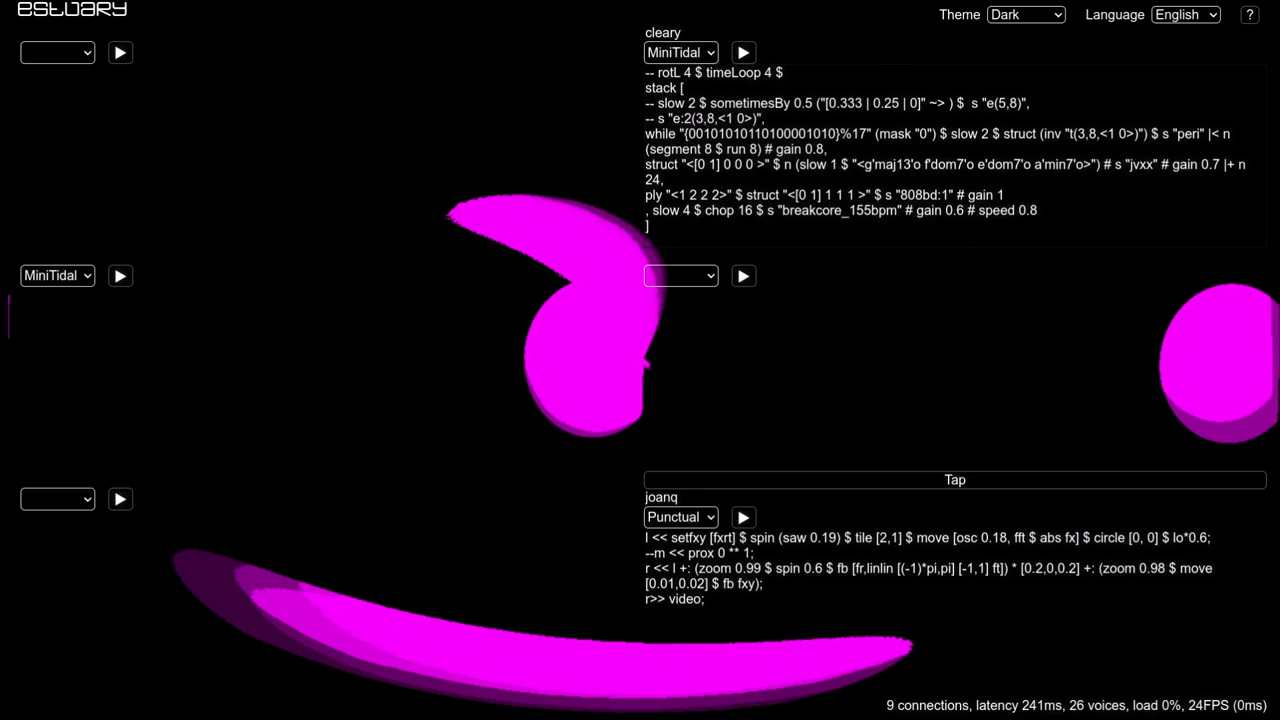 estuary
Theme Dark Language English ?
cleary
MiniTidal
-- rotL 4 $ timeLoop 4 $
stack [
-- slow 2 $ sometimesBy 0.5 ("[0.333 | 0.25 | 0]" ~> ) $  s "e(5,8)",
-- s "e:2(3,8,<1 0>)",
while "{00101010110100001010}%17" (mask "0") $ slow 2 $ struct (inv "t(3,8,<1 0>)") $ s "peri" |< n
(segment 8 $ run 8) # gain 0.8,
struct "<[0 1] 0 0 0 >" $ n (slow 1 $ "<g'maj13'o f'dom7'o e'dom7'o a'min7'o>") # s "jvxx" # gain 0.7 |+ n
24,
ply "<1 2 2 2>" $ struct "<[0 1] 1 1 1 >" $ s "808bd:1" # gain 1
, slow 4 $ chop 16 $ s "breakcore_155bpm" # gain 0.6 # speed 0.8
]
MiniTidal
Tap
joanq
Punctual
l << setfxy [fxrt] $ spin (saw 0.19) $ tile [2,1] $ move [osc 0.18, fft $ abs fx] $ circle [0, 0] $ lo*0.6;
--m << prox 0 ** 1;
r << l +: (zoom 0.99 $ spin 0.6 $ fb [fr,linlin [(-1)*pi,pi] [-1,1] ft]) * [0.2,0,0.2] +: (zoom 0.98 $ move
[0.01,0.02] $ fb fxy);
r>> video;
9 connections, latency 241ms, 26 voices, load 0%, 24FPS (0ms)